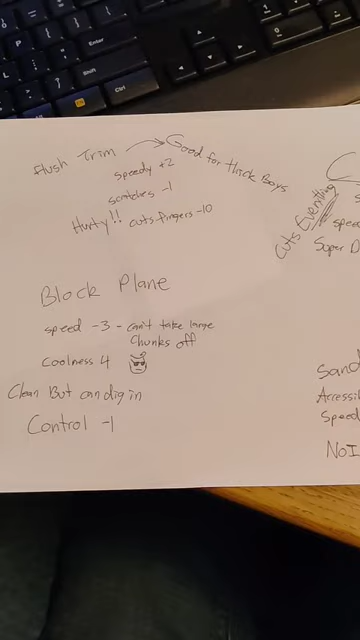 Enter
Shift
Ctrl
Flush Trim → Good for thick Boys
speedy +2
scratches -1
Hurty!! cuts fingers -10
Cuts Everything
Super D
Block Plane
speed -3 - can't take large
Chunks off
Coolness 4
Clean But can dig in
Control -1
Sand
Accessi
Speed
NoI